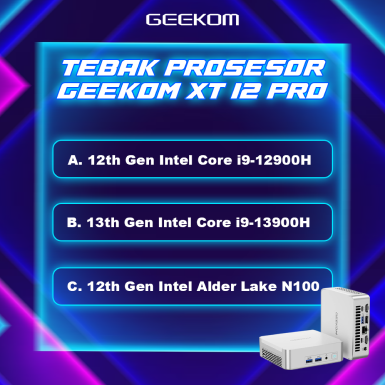 GEEKOM
TEBAK PROSESOR
GEEKOM XT 12 PRO
A. 12th Gen Intel Core i9-12900H
B. 13th Gen Intel Core i9-13900H
C. 12th Gen Intel Alder Lake N100